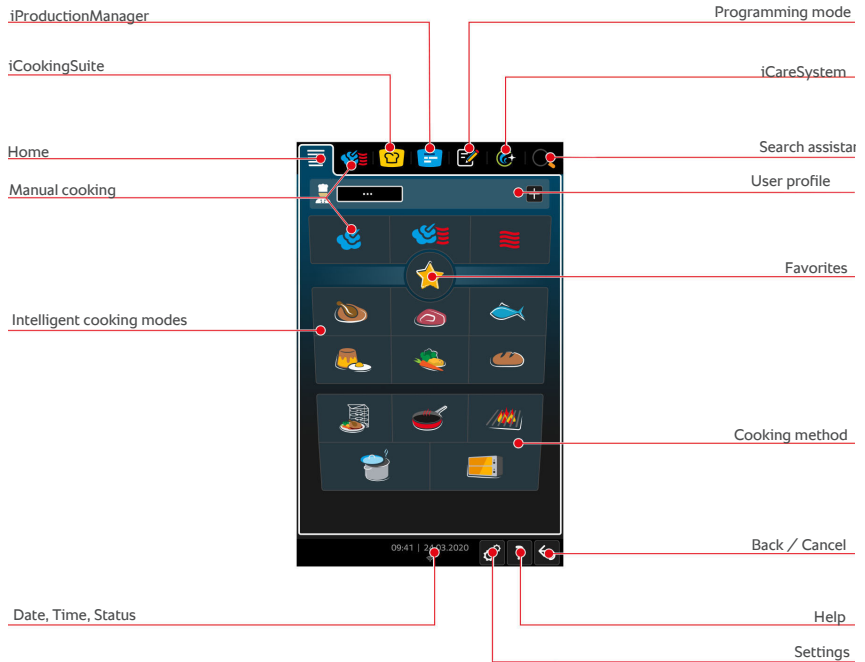 iProductionManager
Programming mode
iCookingSuite
iCareSystem
Home
Search assistar
Manual cooking
User profile
...
Favorites
Intelligent cooking modes
Cooking method
09:41 | 24.03.2020
Back / Cancel
Date, Time, Status
Help
Settings